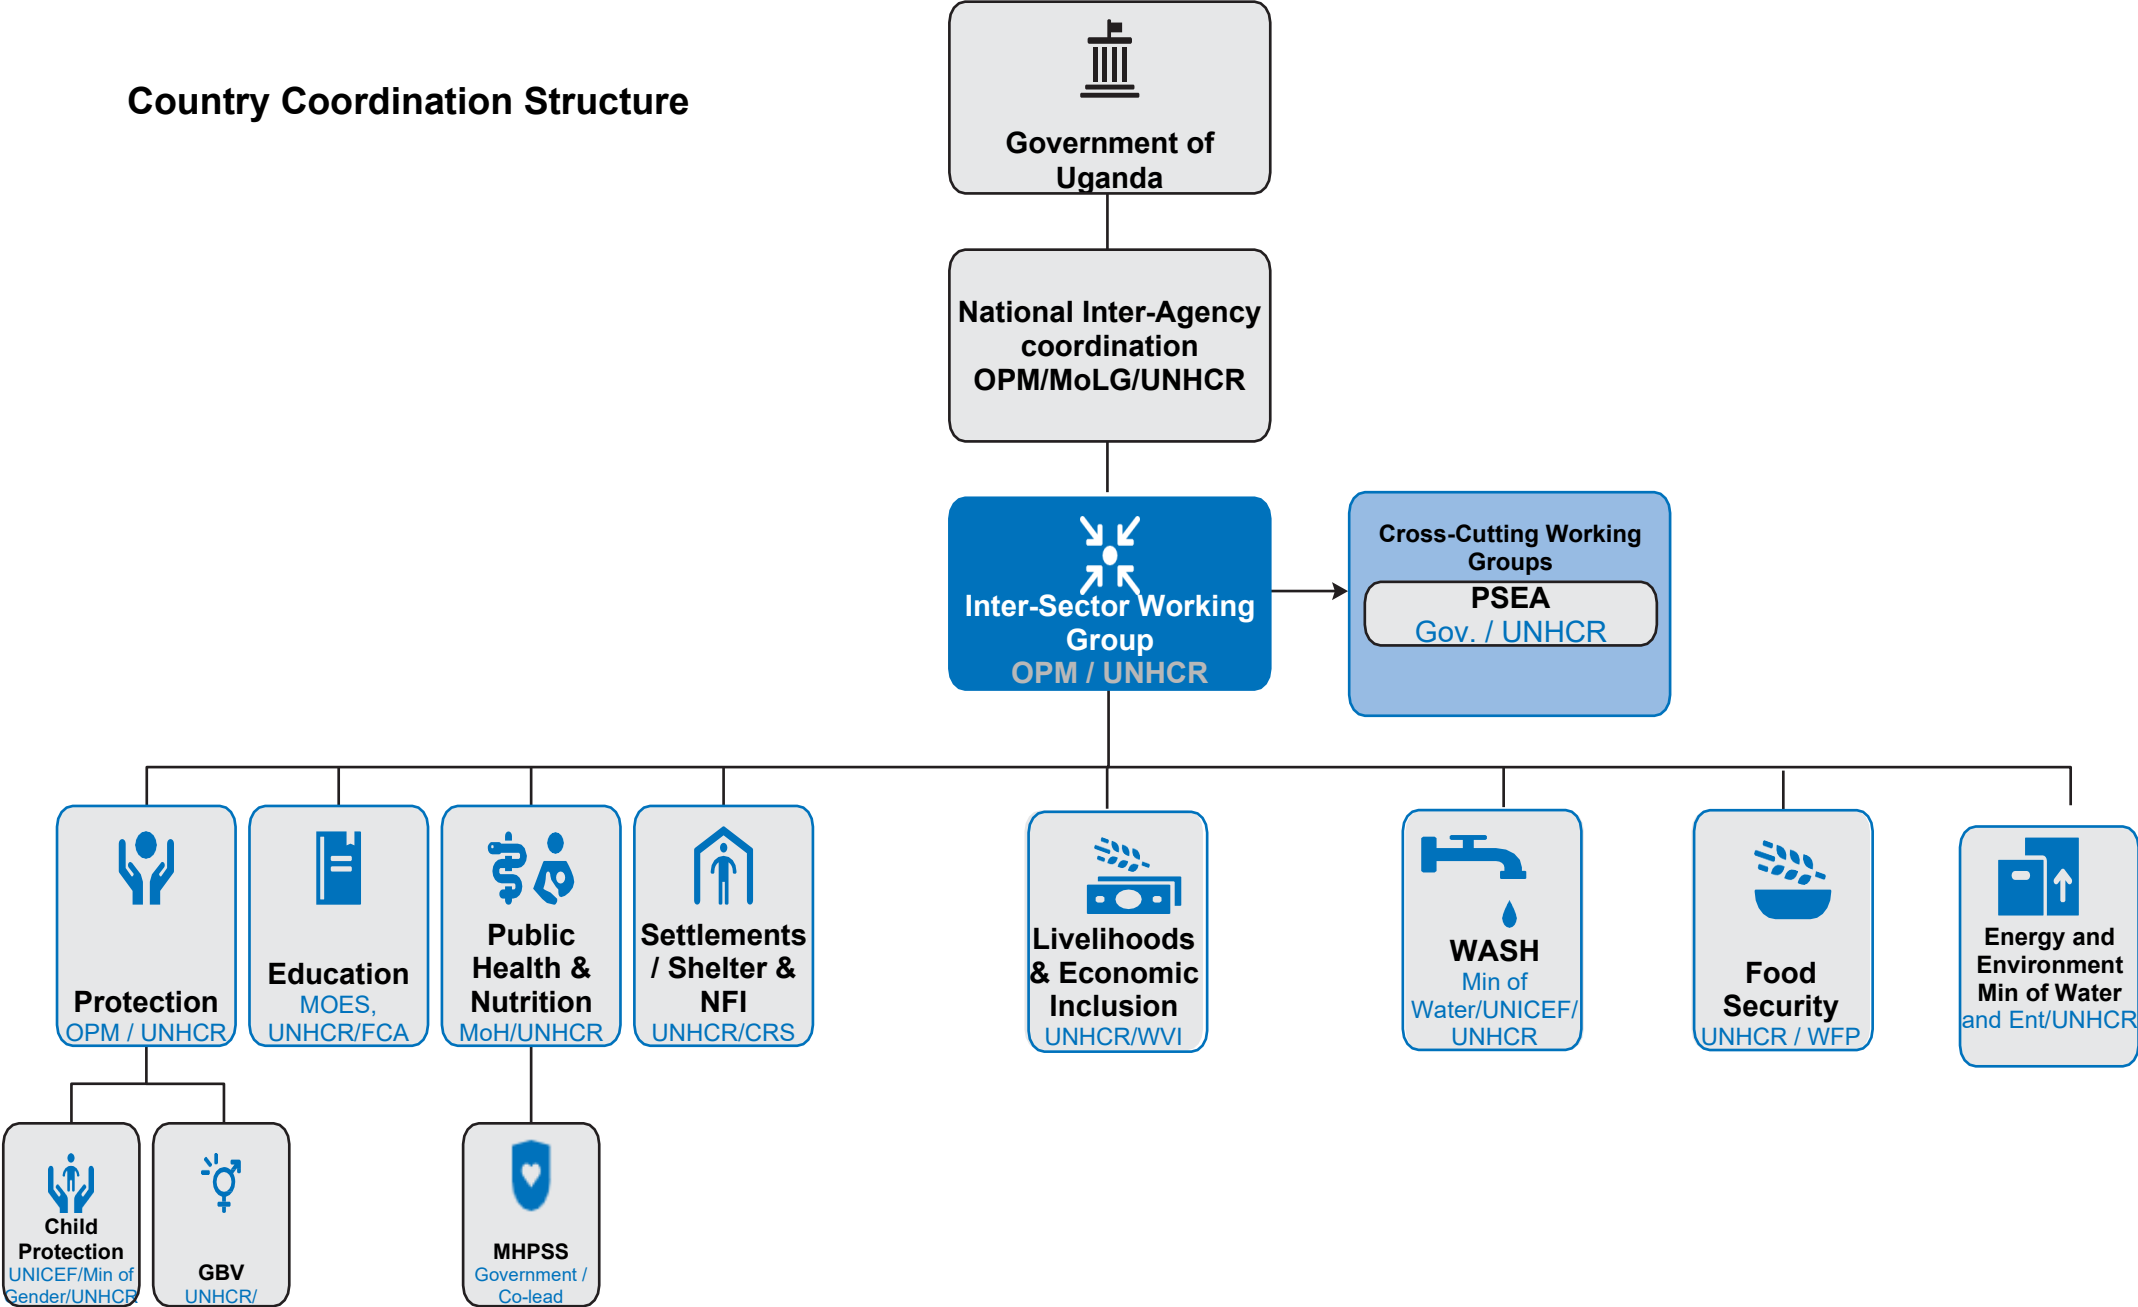 Country Coordination Structure
Government of
Uganda
National Inter-Agency
coordination
OPM/MoLG/UNHCR
Inter-Sector Working
Group
OPM / UNHCR
Cross-Cutting Working
Groups
PSEA
Gov. / UNHCR
Protection
OPM / UNHCR
Education
MOES,
UNHCR/FCA
Public
Health &
Nutrition
MoH/UNHCR
Settlements
/ Shelter &
NFI
UNHCR/CRS
Livelihoods
& Economic
Inclusion
UNHCR/WVI
WASH
Min of
Water/UNICEF/
UNHCR
Food
Security
UNHCR / WFP
Energy and
Environment
Min of Water
and Ent/UNHCR
Child
Protection
UNICEF/Min of
Gender/UNHCR
GBV
UNHCR/
MHPSS
Government /
Co-lead